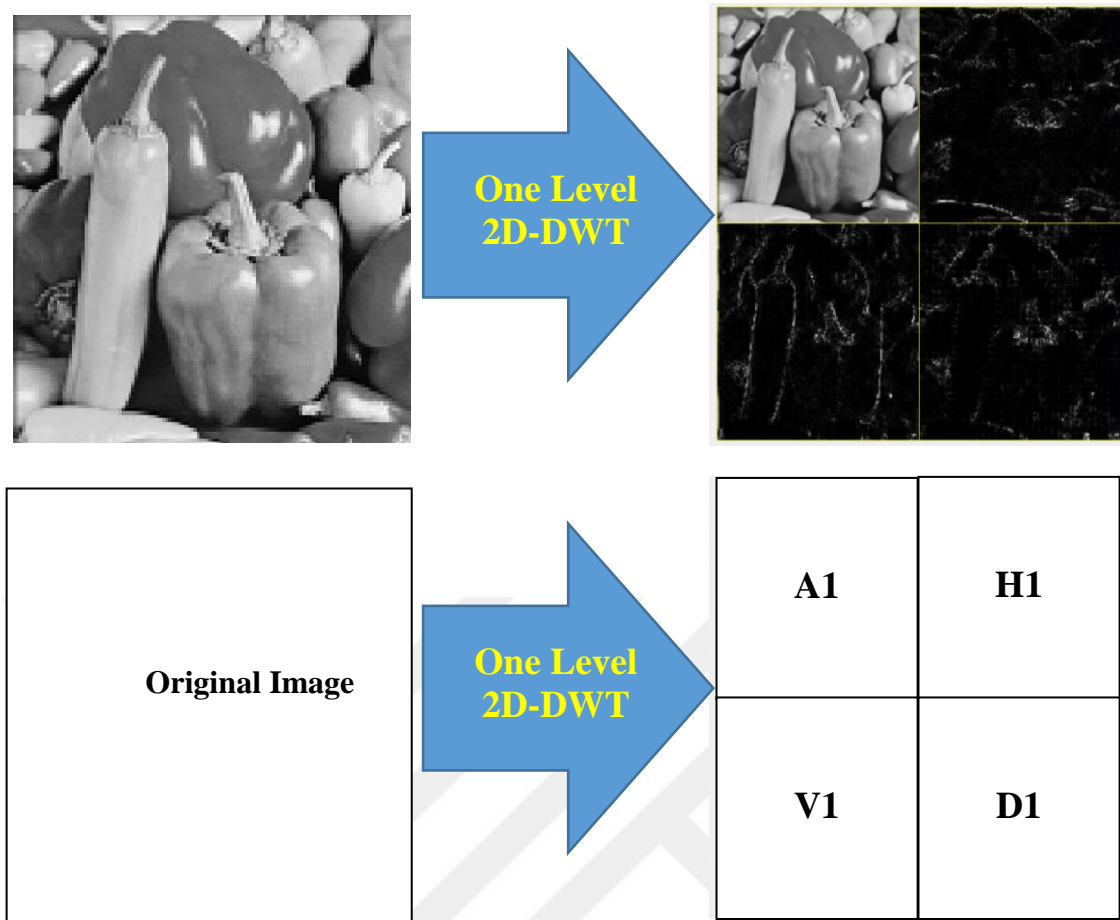 One Level
2D-DWT
Original Image
One Level
2D-DWT
A1
H1
V1
D1